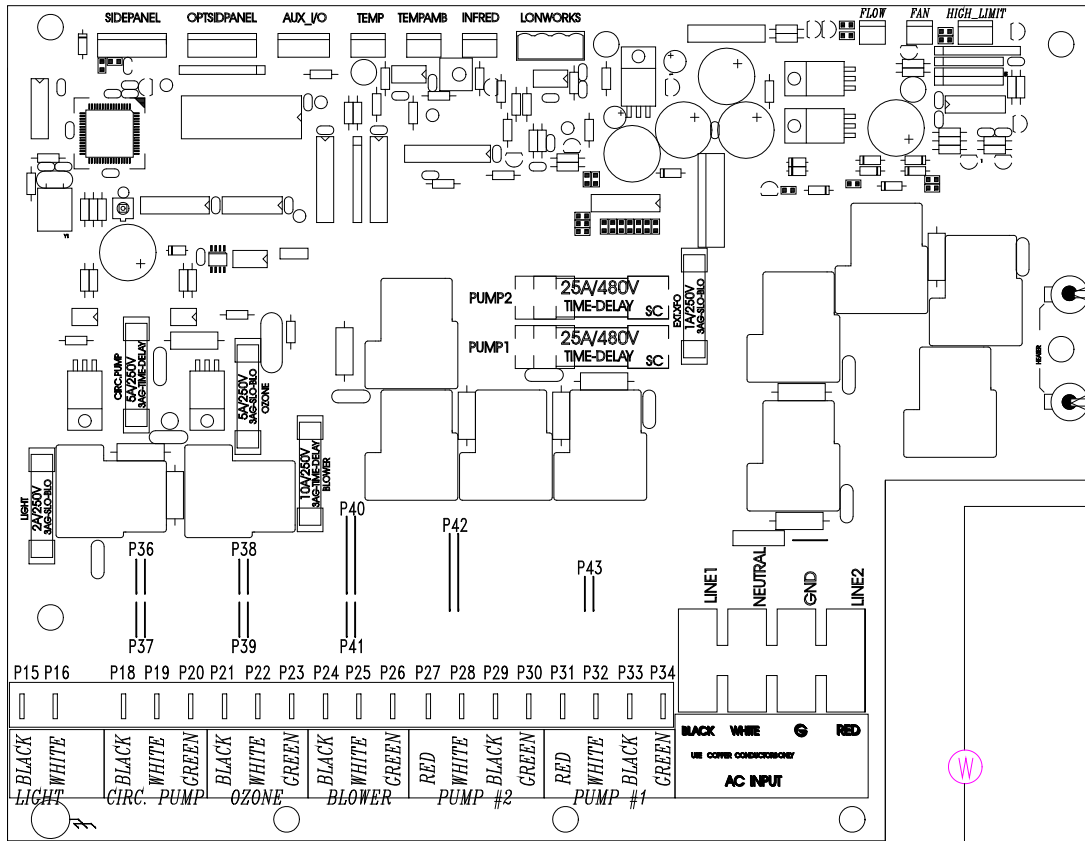 SIDEPANEL OPTSIDPANEL AUX_I/O TEMP TEMPAMB INFRED LONWORKS FLOW FAN HIGH_LIMIT
Y1
PUMP2 25A/480V
TIME-DELAY SC
PUMP1 25A/480V
TIME-DELAY SC
EXT.XFO
1A/250V
3AG-SLO-BLO
HEATER
CIRC.PUMP
5A/250V
3AG-TIME-DELAY
5A/250V
3AG-SLO-BLO
OZONE
LIGHT
2A/250V
3AG-SLO-BLO
10A/250V
3AG-TIME-DELAY
BLOWER
P40
P42
P36 P38
P43
P37 P39 P41
LINE1 NEUTRAL GND LINE2
P15 P16 P18 P19 P20 P21 P22 P23 P24 P25 P26 P27 P28 P29 P30 P31 P32 P33 P34
BLACK WHITE BLACK WHITE GREEN BLACK WHITE GREEN BLACK WHITE GREEN RED WHITE BLACK GREEN RED WHITE BLACK GREEN
LIGHT CIRC. PUMP OZONE BLOWER PUMP #2 PUMP #1
BLACK WHITE G RED
USE COPPER CONDUCTORS ONLY
AC INPUT
W